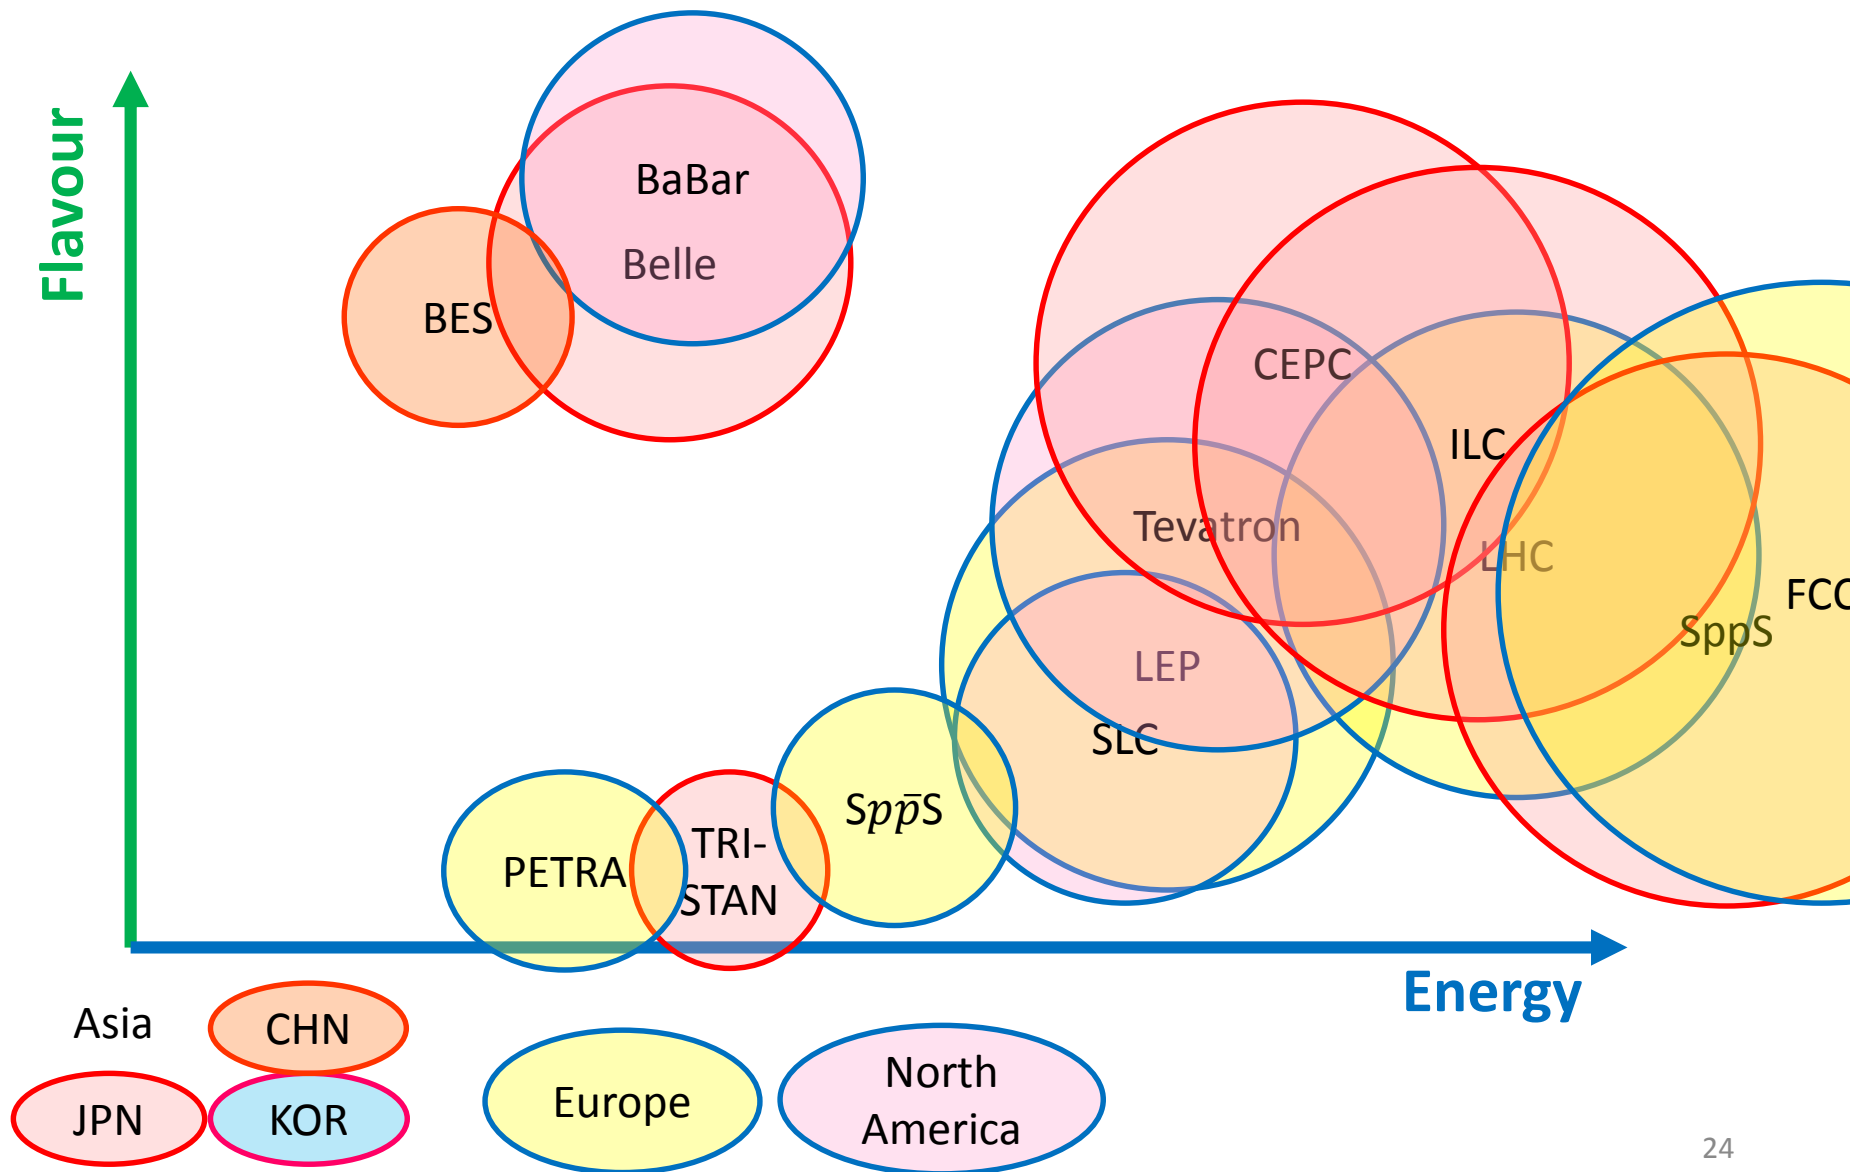 Flavour
BaBar
Belle
BES
CEPC
ILC
Tevatron
LHC
FCC
SppS
LEP
SLC
Spp̄S
TRI-
STAN
PETRA
Energy
Asia
CHN
JPN
KOR
Europe
North
America
24